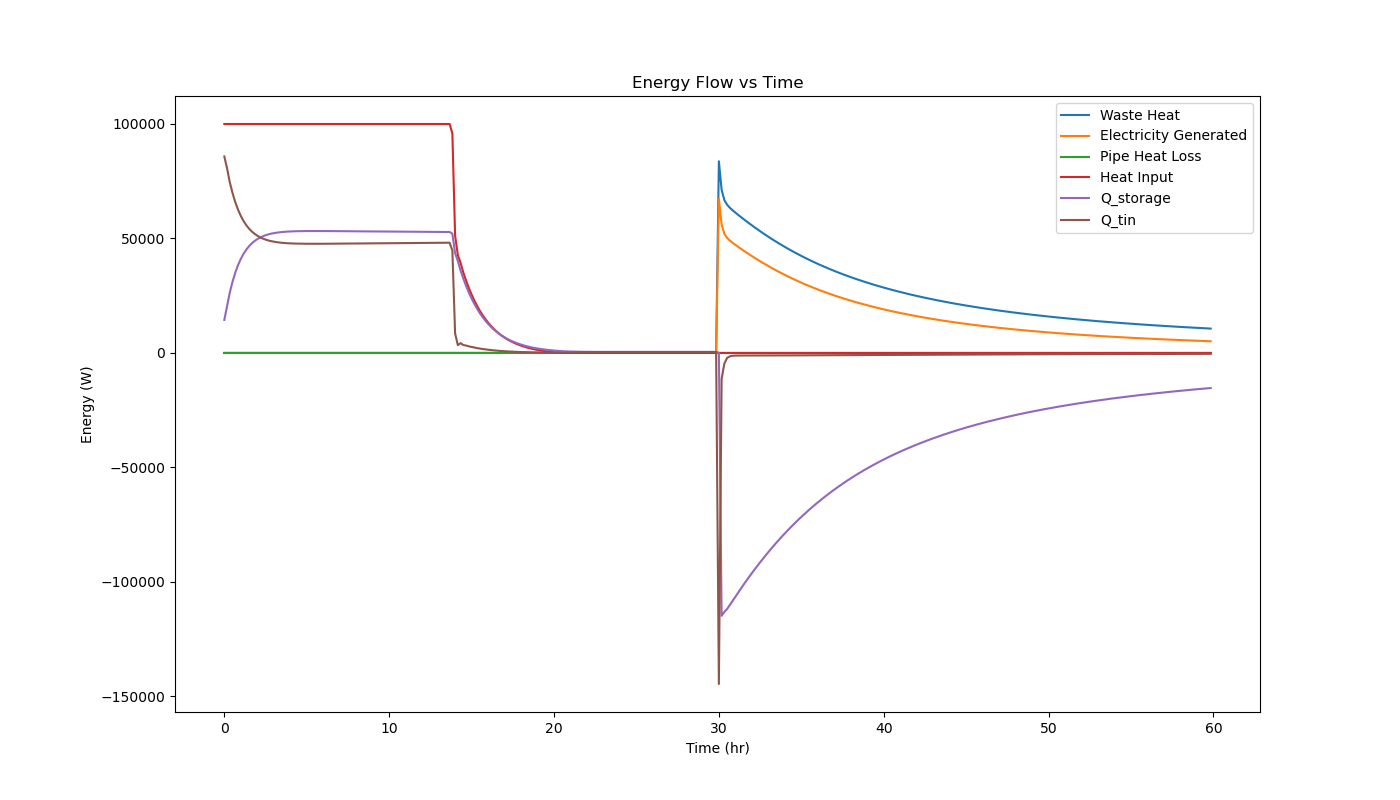 Energy Flow vs Time
Waste Heat
Electricity Generated
Pipe Heat Loss
Heat Input
Q_storage
Q_tin
100000
50000
0
−50000
−100000
−150000
Energy (W)
0 10 20 30 40 50 60
Time (hr)